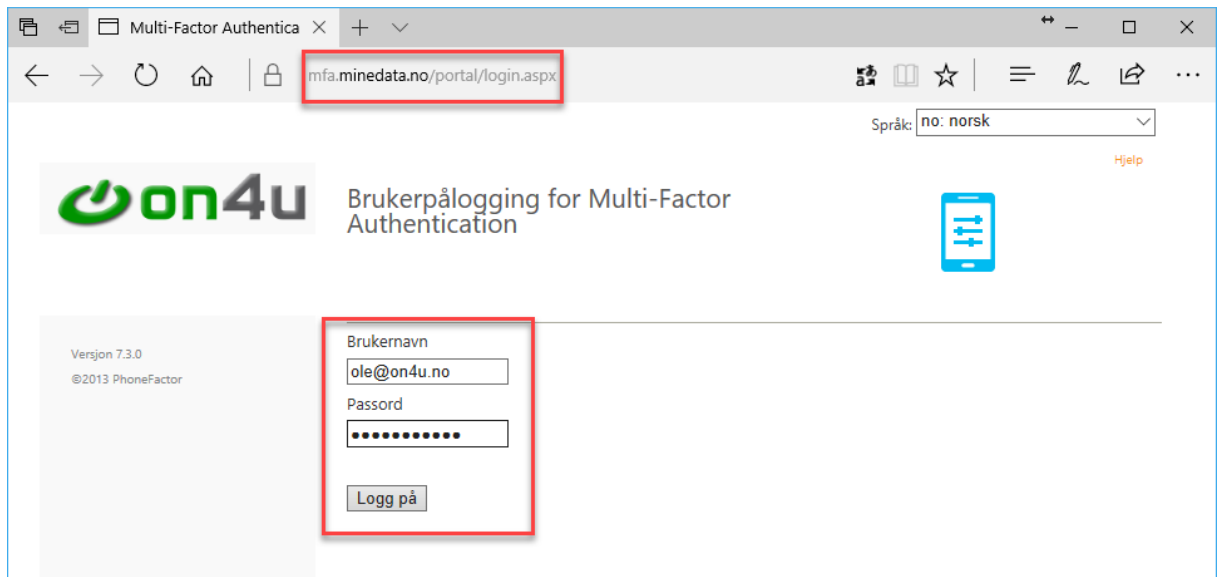 Multi-Factor Authentica
mfa.minedata.no/portal/login.aspx
Språk: no: norsk
Hjelp
on4u
Brukerpålogging for Multi-Factor
Authentication
Versjon 7.3.0
©2013 PhoneFactor
Brukernavn
ole@on4u.no
Passord
•••••••••••
Logg på